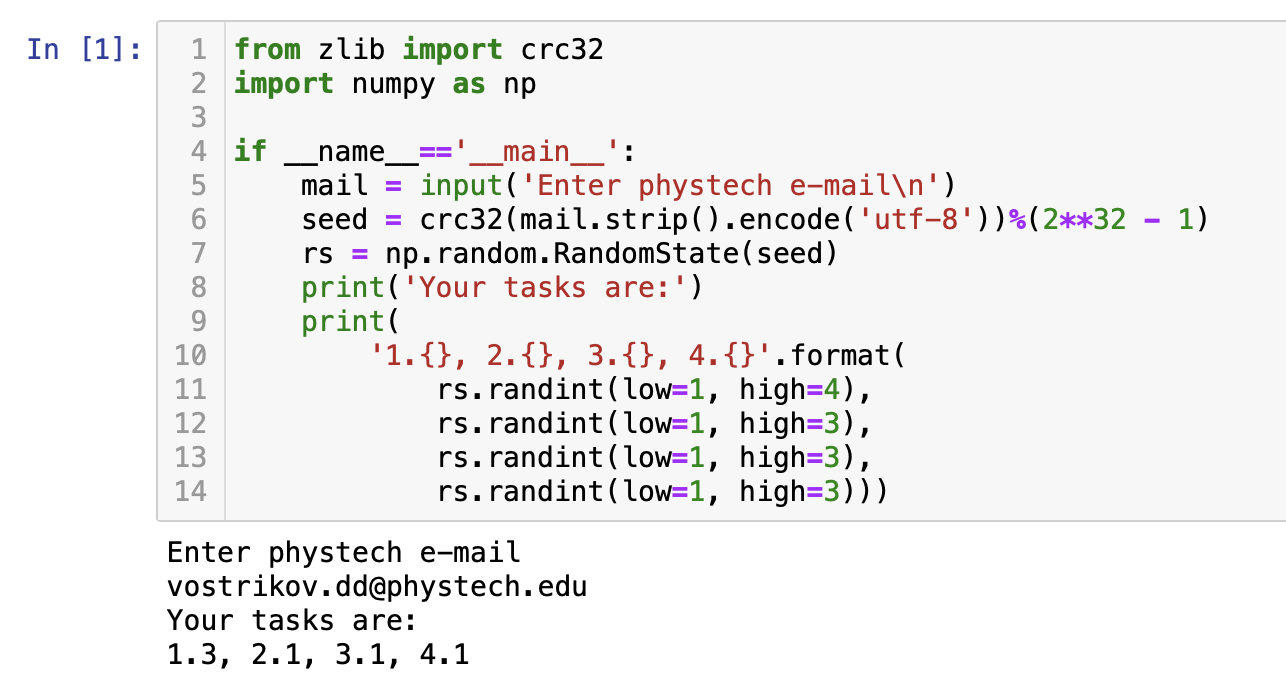 In [1]:
1 from zlib import crc32
2 import numpy as np
3
4 if __name__=='__main__':
5     mail = input('Enter phystech e-mail\n')
6     seed = crc32(mail.strip().encode('utf-8'))%(2**32 - 1)
7     rs = np.random.RandomState(seed)
8     print('Your tasks are:')
9     print(
10         '1.{}, 2.{}, 3.{}, 4.{}'.format(
11             rs.randint(low=1, high=4),
12             rs.randint(low=1, high=3),
13             rs.randint(low=1, high=3),
14             rs.randint(low=1, high=3)))
Enter phystech e-mail
vostrikov.dd@phystech.edu
Your tasks are:
1.3, 2.1, 3.1, 4.1